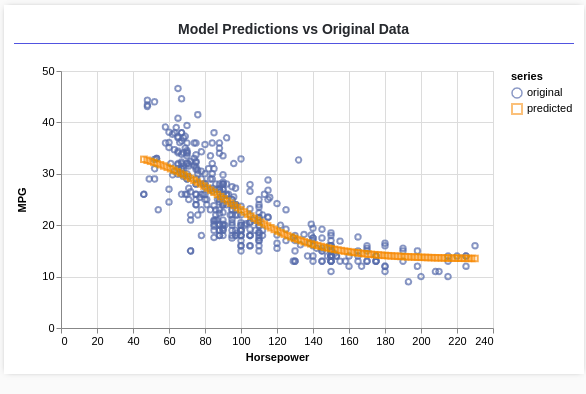 Model Predictions vs Original Data
series
original
predicted
50
40
30
20
10
0
MPG
0 20 40 60 80 100 120 140 160 180 200 220 240
Horsepower